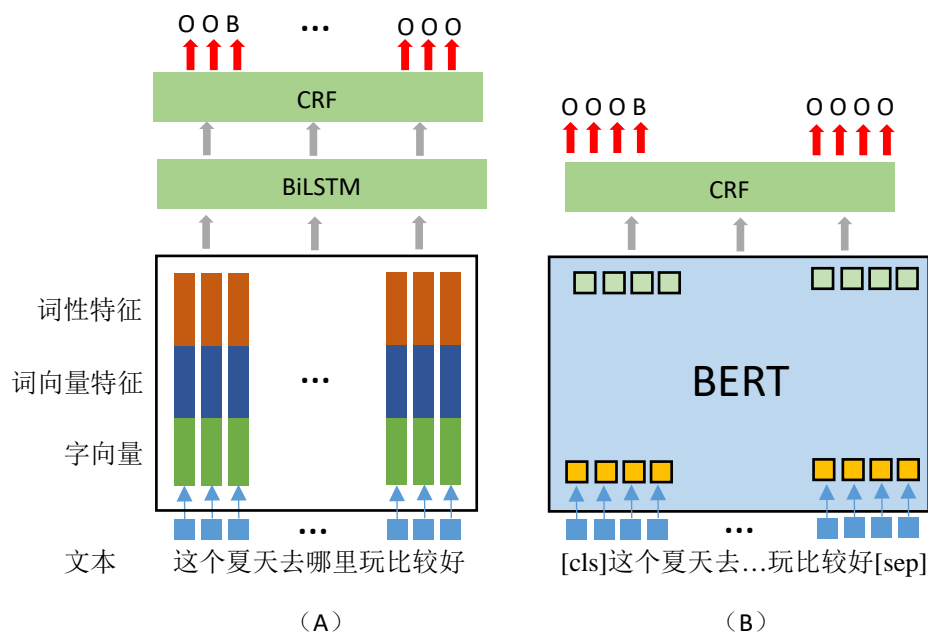 O O B ... O O O
CRF
BiLSTM
词性特征
词向量特征
...
字向量
...
文本 这个夏天去哪里玩比较好
（A）
O O O B O O O O
CRF
BERT
...
[cls]这个夏天去...玩比较好[sep]
（B）